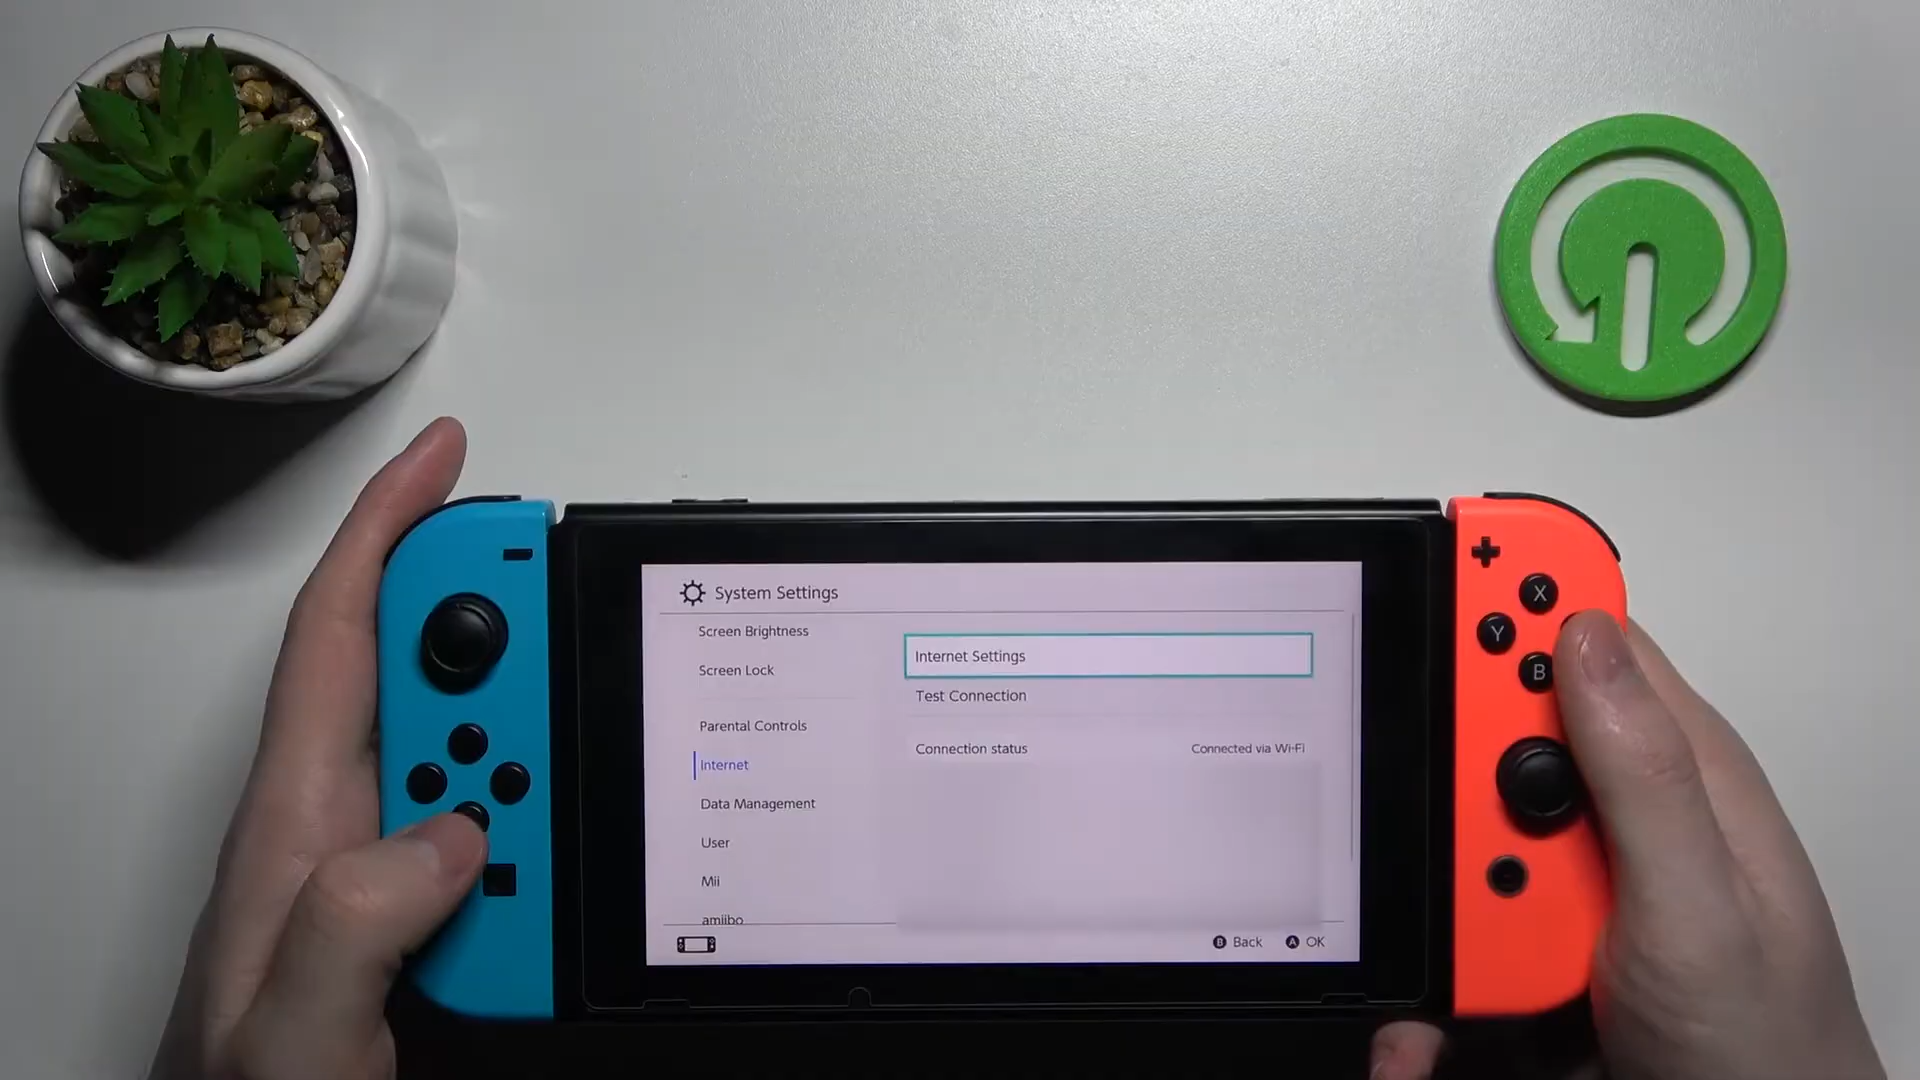 System Settings
Screen Brightness
Screen Lock
Parental Controls
Internet
Data Management
User
Mii
amiibo
Internet Settings
Test Connection
Connection status Connected via Wi-Fi
B Back A OK
X
Y
B